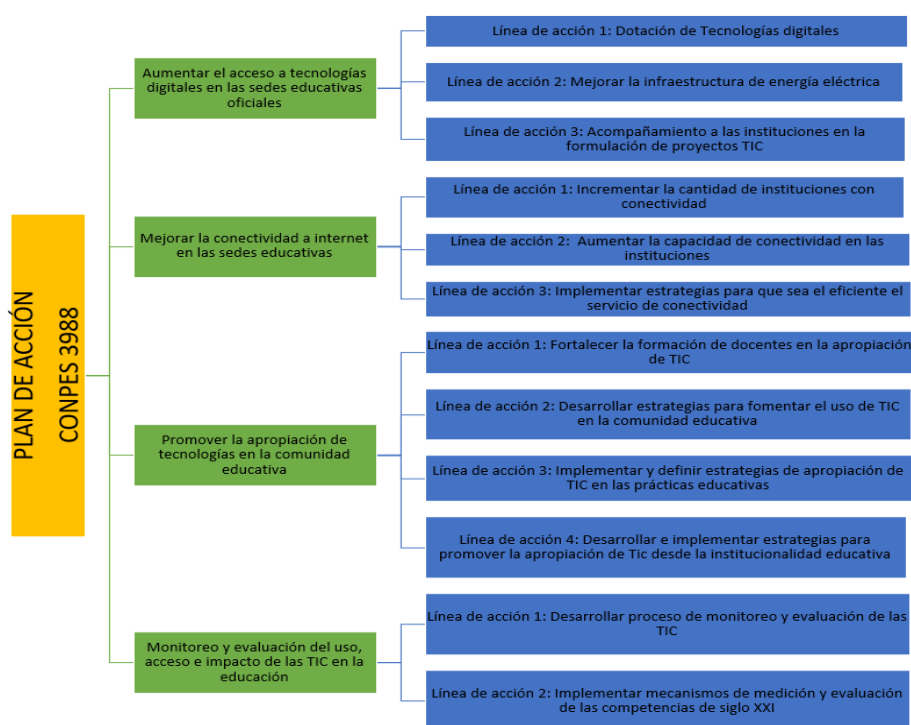 PLAN DE ACCIÓN
CONPES 3988
Aumentar el acceso a tecnologías
digitales en las sedes educativas
oficiales
Línea de acción 1: Dotación de Tecnologías digitales
Línea de acción 2: Mejorar la infraestructura de energía eléctrica
Línea de acción 3: Acompañamiento a las instituciones en la
formulación de proyectos TIC
Mejorar la conectividad a internet
en las sedes educativas
Línea de acción 1: Incrementar la cantidad de instituciones con
conectividad
Línea de acción 2: Aumentar la capacidad de conectividad en las
instituciones
Línea de acción 3: Implementar estrategias para que sea el eficiente el
servicio de conectividad
Promover la apropiación de
tecnologías en la comunidad
educativa
Línea de acción 1: Fortalecer la formación de docentes en la apropiación
de TIC
Línea de acción 2: Desarrollar estrategias para fomentar el uso de TIC
en la comunidad educativa
Línea de acción 3: Implementar y definir estrategias de apropiación de
TIC en las prácticas educativas
Línea de acción 4: Desarrollar e implementar estrategias para
promover la apropiación de Tic desde la institucionalidad educativa
Monitoreo y evaluación del uso,
acceso e impacto de las TIC en la
educación
Línea de acción 1: Desarrollar proceso de monitoreo y evaluación de las
TIC
Línea de acción 2: Implementar mecanismos de medición y evaluación
de las competencias de siglo XXI